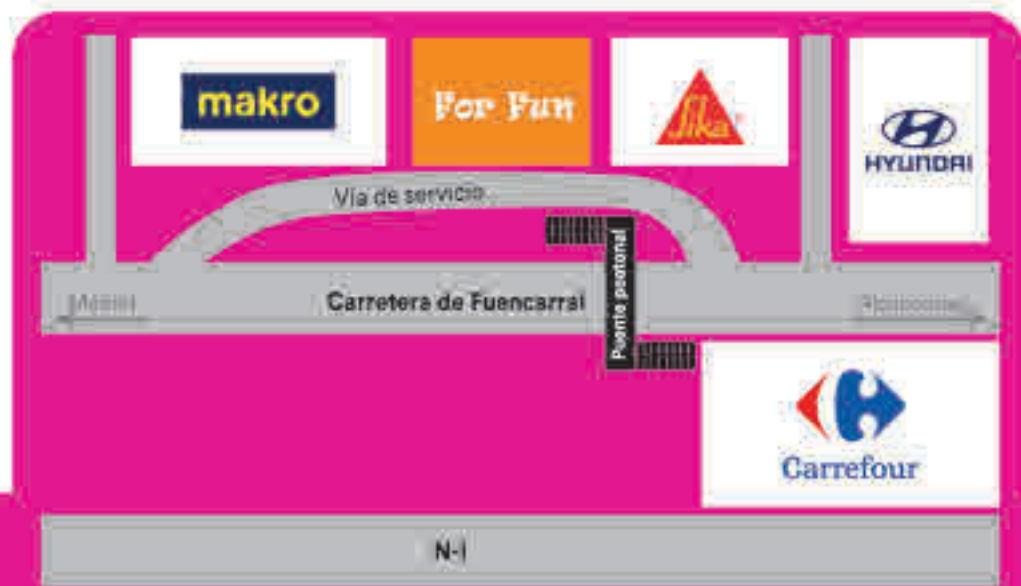 makro
For Fun
Sika
HYUNDAI
Vía de servicio
Puente peatonal
Carretera de Fuencarral
Carrefour
N-I